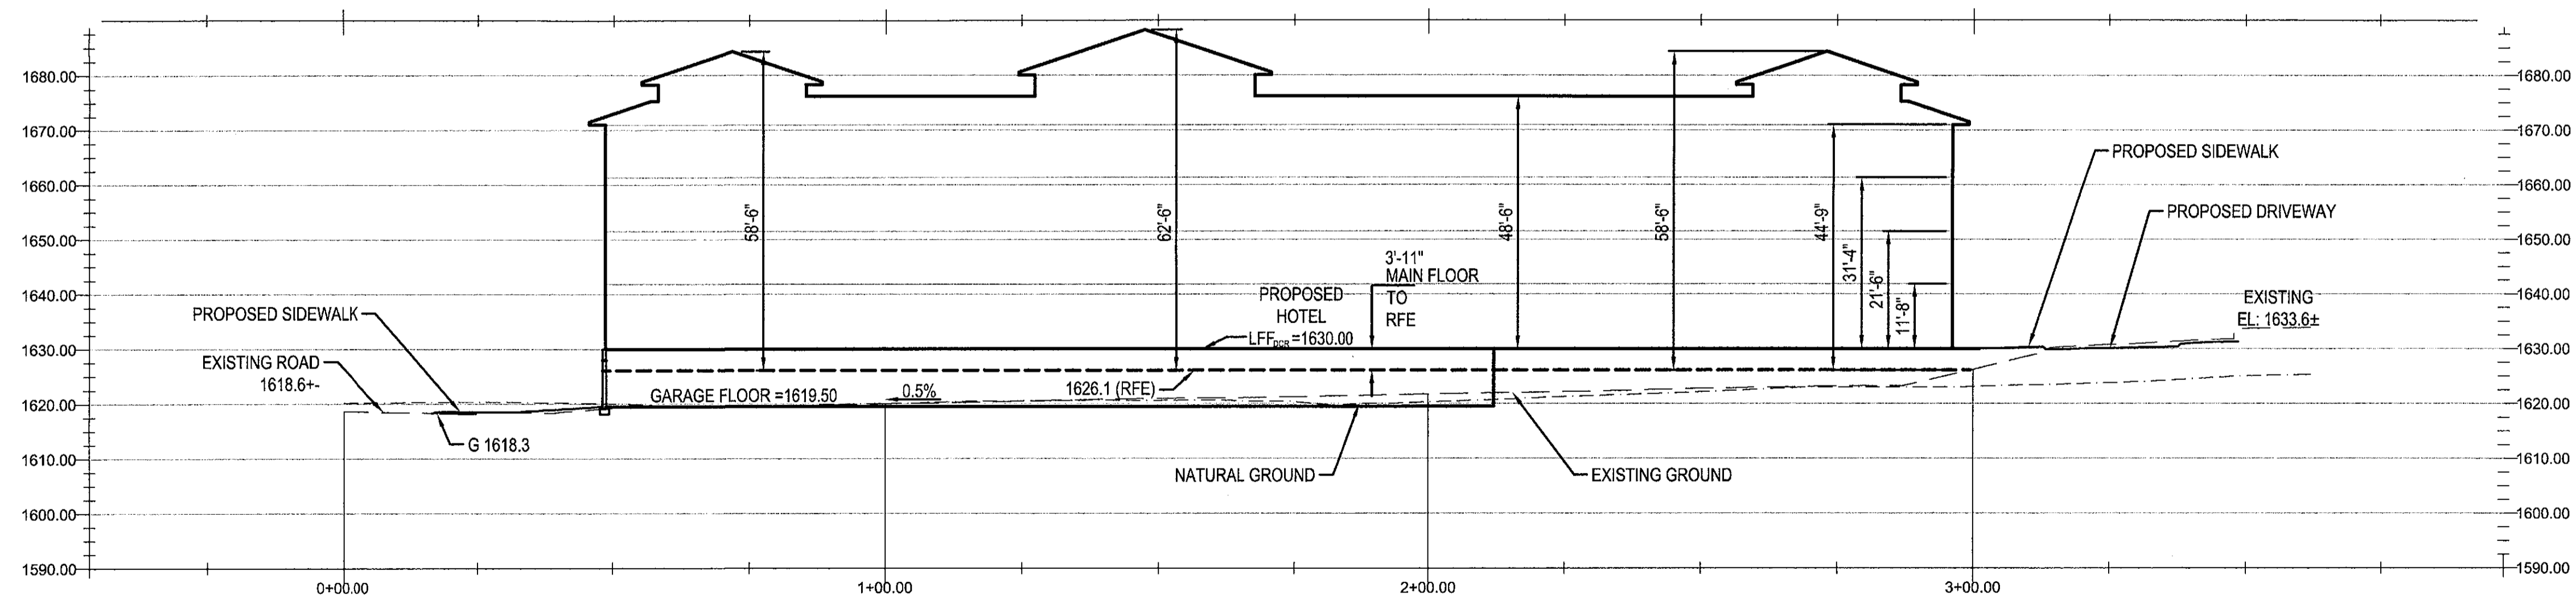 1680.00
1670.00
1660.00
1650.00
1640.00
1630.00
1620.00
1610.00
1600.00
1590.00
PROPOSED SIDEWALK
EXISTING ROAD
1618.6+-
G 1618.3
58'-6"
62'-6"
48'-6"
58'-6"
44'-9"
31'-4"
21'-6"
11'-8"
3'-11"
MAIN FLOOR
TO
RFE
PROPOSED
HOTEL
LFFDCR =1630.00
GARAGE FLOOR =1619.50
0.5%
1626.1 (RFE)
NATURAL GROUND
EXISTING GROUND
PROPOSED SIDEWALK
PROPOSED DRIVEWAY
EXISTING
EL: 1633.6±
1680.00
1670.00
1660.00
1650.00
1640.00
1630.00
1620.00
1610.00
1600.00
1590.00
0+00.00
1+00.00
2+00.00
3+00.00